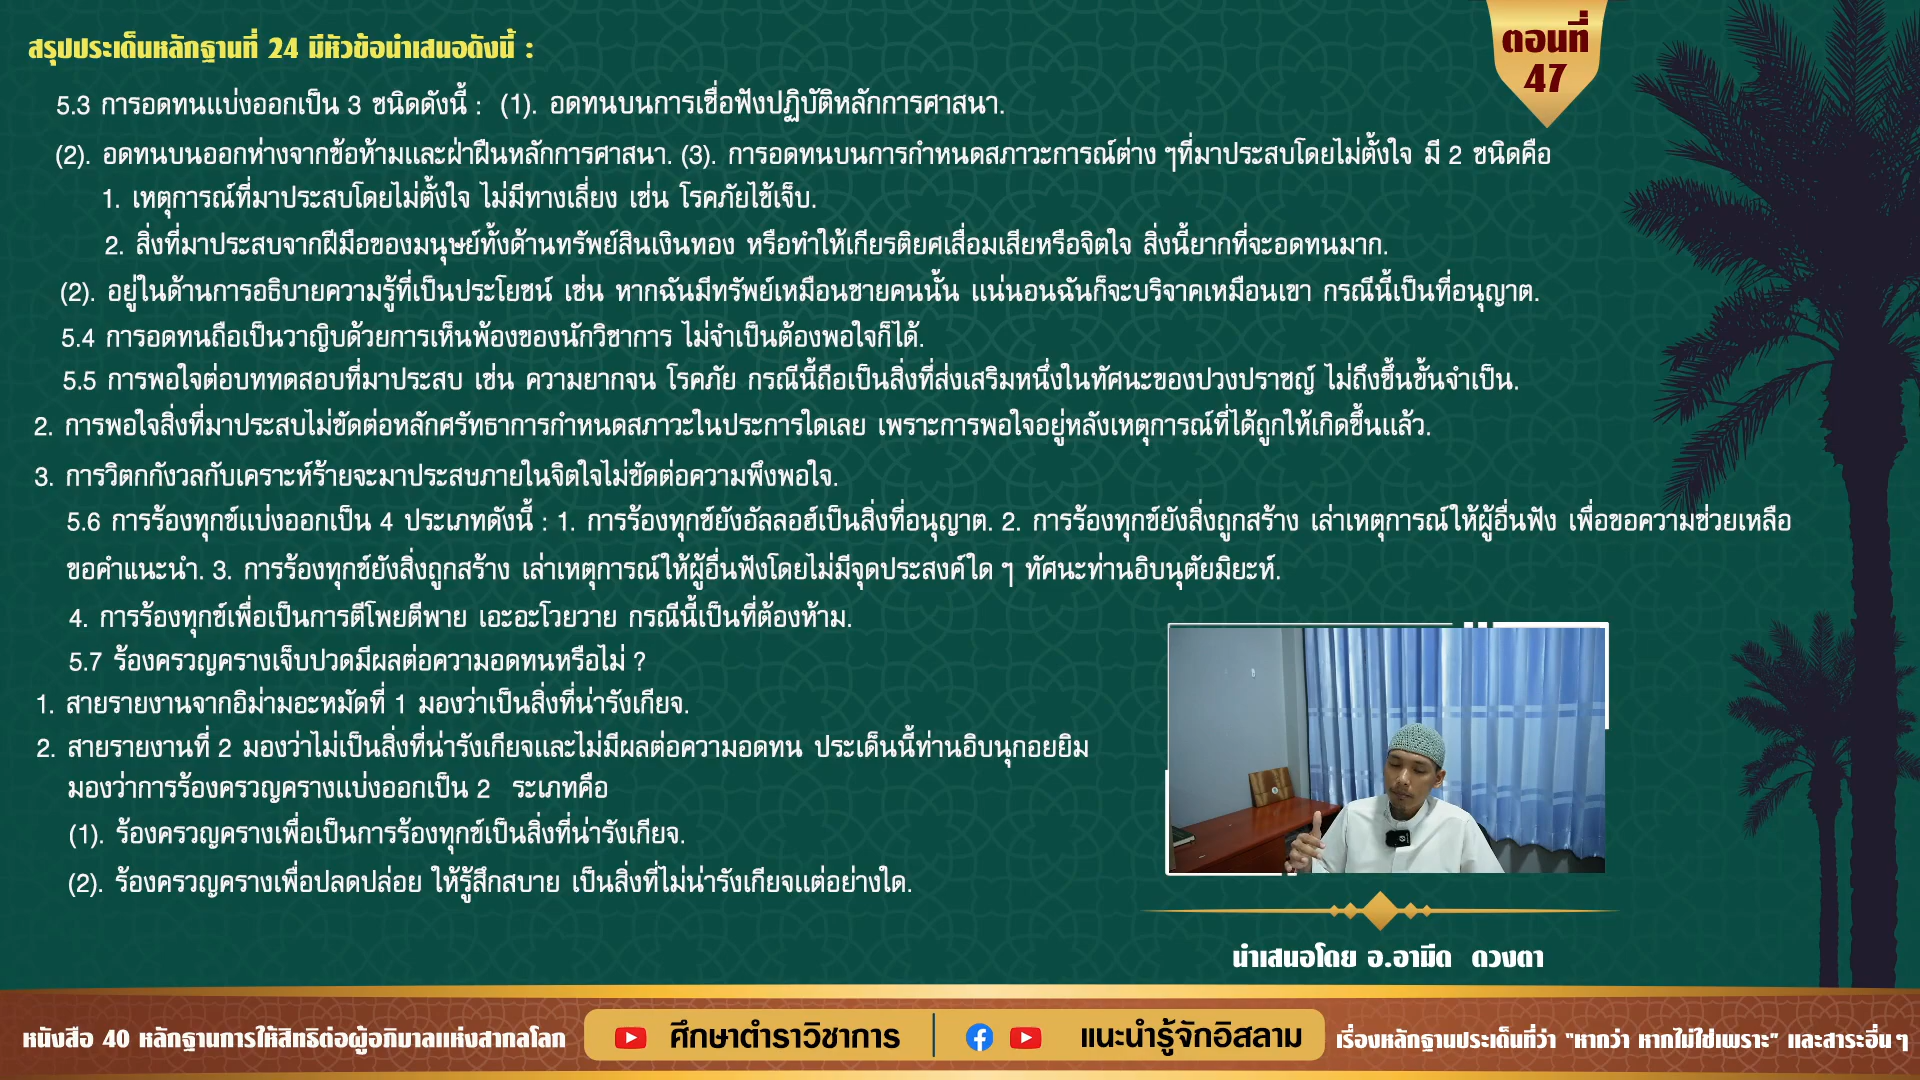 สรุปประเด็นหลักฐานที่ 24 มีหัวข้อนำเสนอดังนี้ :
ตอนที่
47
5.3 การอดทนแบ่งออกเป็น 3 ชนิดดังนี้ : (1). อดทนบนการเชื่อฟังปฏิบัติหลักการศาสนา.
(2). อดทนบนออกห่างจากข้อห้ามและฝ่าฝืนหลักการศาสนา. (3). การอดทนบนการกำหนดสภาวะการณ์ต่าง ๆที่มาประสบโดยไม่ตั้งใจ มี 2 ชนิดคือ
1. เหตุการณ์ที่มาประสบโดยไม่ตั้งใจ ไม่มีทางเลี่ยง เช่น โรคภัยไข้เจ็บ.
2. สิ่งที่มาประสบจากฝีมือของมนุษย์ทั้งด้านทรัพย์สินเงินทอง หรือทำให้เกียรติยศเสื่อมเสียหรือจิตใจ สิ่งนี้ยากที่จะอดทนมาก.
(2). อยู่ในด้านการอธิบายความรู้ที่เป็นประโยชน์ เช่น หากฉันมีทรัพย์เหมือนชายคนนั้น แน่นอนฉันก็จะบริจาคเหมือนเขา กรณีนี้เป็นที่อนุญาต.
5.4 การอดทนถือเป็นวาญิบด้วยการเห็นพ้องของนักวิชาการ ไม่จำเป็นต้องพอใจก็ได้.
5.5 การพอใจต่อบททดสอบที่มาประสบ เช่น ความยากจน โรคภัย กรณีนี้ถือเป็นสิ่งที่ส่งเสริมหนึ่งในทัศนะของปวงปราชญ์ ไม่ถึงขึ้นขั้นจำเป็น.
2. การพอใจสิ่งที่มาประสบไม่ขัดต่อหลักศรัทธาการกำหนดสภาวะในประการใดเลย เพราะการพอใจอยู่หลังเหตุการณ์ที่ได้ถูกให้เกิดขึ้นแล้ว.
3. การวิตกกังวลกับเคราะห์ร้ายจะมาประสษภายในจิตใจไม่ขัดต่อความพึงพอใจ.
5.6 การร้องทุกข์แบ่งออกเป็น 4 ประเภทดังนี้ : 1. การร้องทุกข์ยังอัลลอฮ์เป็นสิ่งที่อนุญาต. 2. การร้องทุกข์ยังสิ่งถูกสร้าง เล่าเหตุการณ์ให้ผู้อื่นฟัง เพื่อขอความช่วยเหลือ
ขอคำแนะนำ. 3. การร้องทุกข์ยังสิ่งถูกสร้าง เล่าเหตุการณ์ให้ผู้อื่นฟังโดยไม่มีจุดประสงค์ใด ๆ ทัศนะท่านอิบนุตัยมิยะห์.
4. การร้องทุกข์เพื่อเป็นการตีโพยตีพาย เอะอะโวยวาย กรณีนี้เป็นที่ต้องห้าม.
5.7 ร้องครวญครางเจ็บปวดมีผลต่อความอดทนหรือไม่ ?
1. สายรายงานจากอิม่ามอะหมัดที่ 1 มองว่าเป็นสิ่งที่น่ารังเกียจ.
2. สายรายงานที่ 2 มองว่าไม่เป็นสิ่งที่น่ารังเกียจและไม่มีผลต่อความอดทน ประเด็นนี้ท่านอิบนุกอยยิม
มองว่าการร้องครวญครางแบ่งออกเป็น 2 ระเภทคือ
(1). ร้องครวญครางเพื่อเป็นการร้องทุกข์เป็นสิ่งที่น่ารังเกียจ.
(2). ร้องครวญครางเพื่อปลดปล่อย ให้รู้สึกสบาย เป็นสิ่งที่ไม่น่ารังเกียจแต่อย่างใด.
นำเสนอโดย อ.อามีด ดวงตา
หนังสือ 40 หลักฐานการให้สิทธิต่อผู้อภิบาลแห่งสากลโลก
ศึกษาตำราวิชาการ
แนะนำรู้จักอิสลาม
เรื่องหลักฐานประเด็นที่ว่า "หากว่า หากไม่ใช่เพราะ" และสาระอื่น ๆ